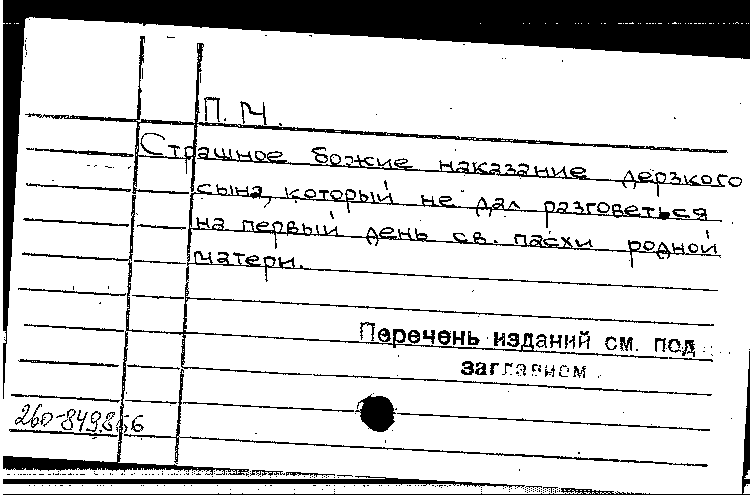 П. М.
Страшное божие наказание дерзкого
сына, который не дал разговеться
на первый день св. пасхи родной
матери.
Перечень изданий см. под
заглавием
260-849866